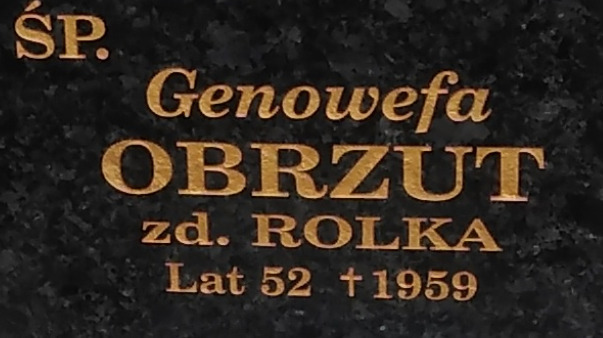 ŚP.
Genowefa
OBRZUT
zd. ROLKA
Lat 52 †1959